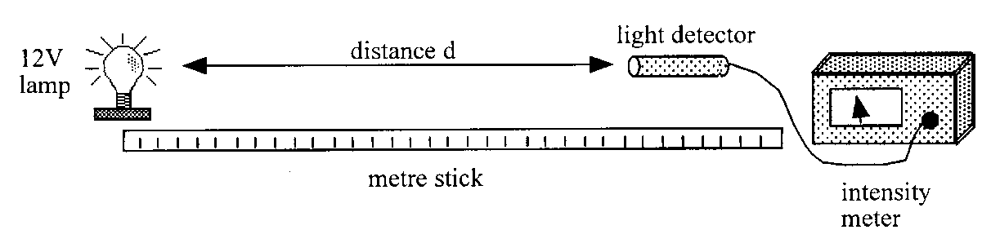 12V
lamp
distance d
light detector
metre stick
intensity
meter